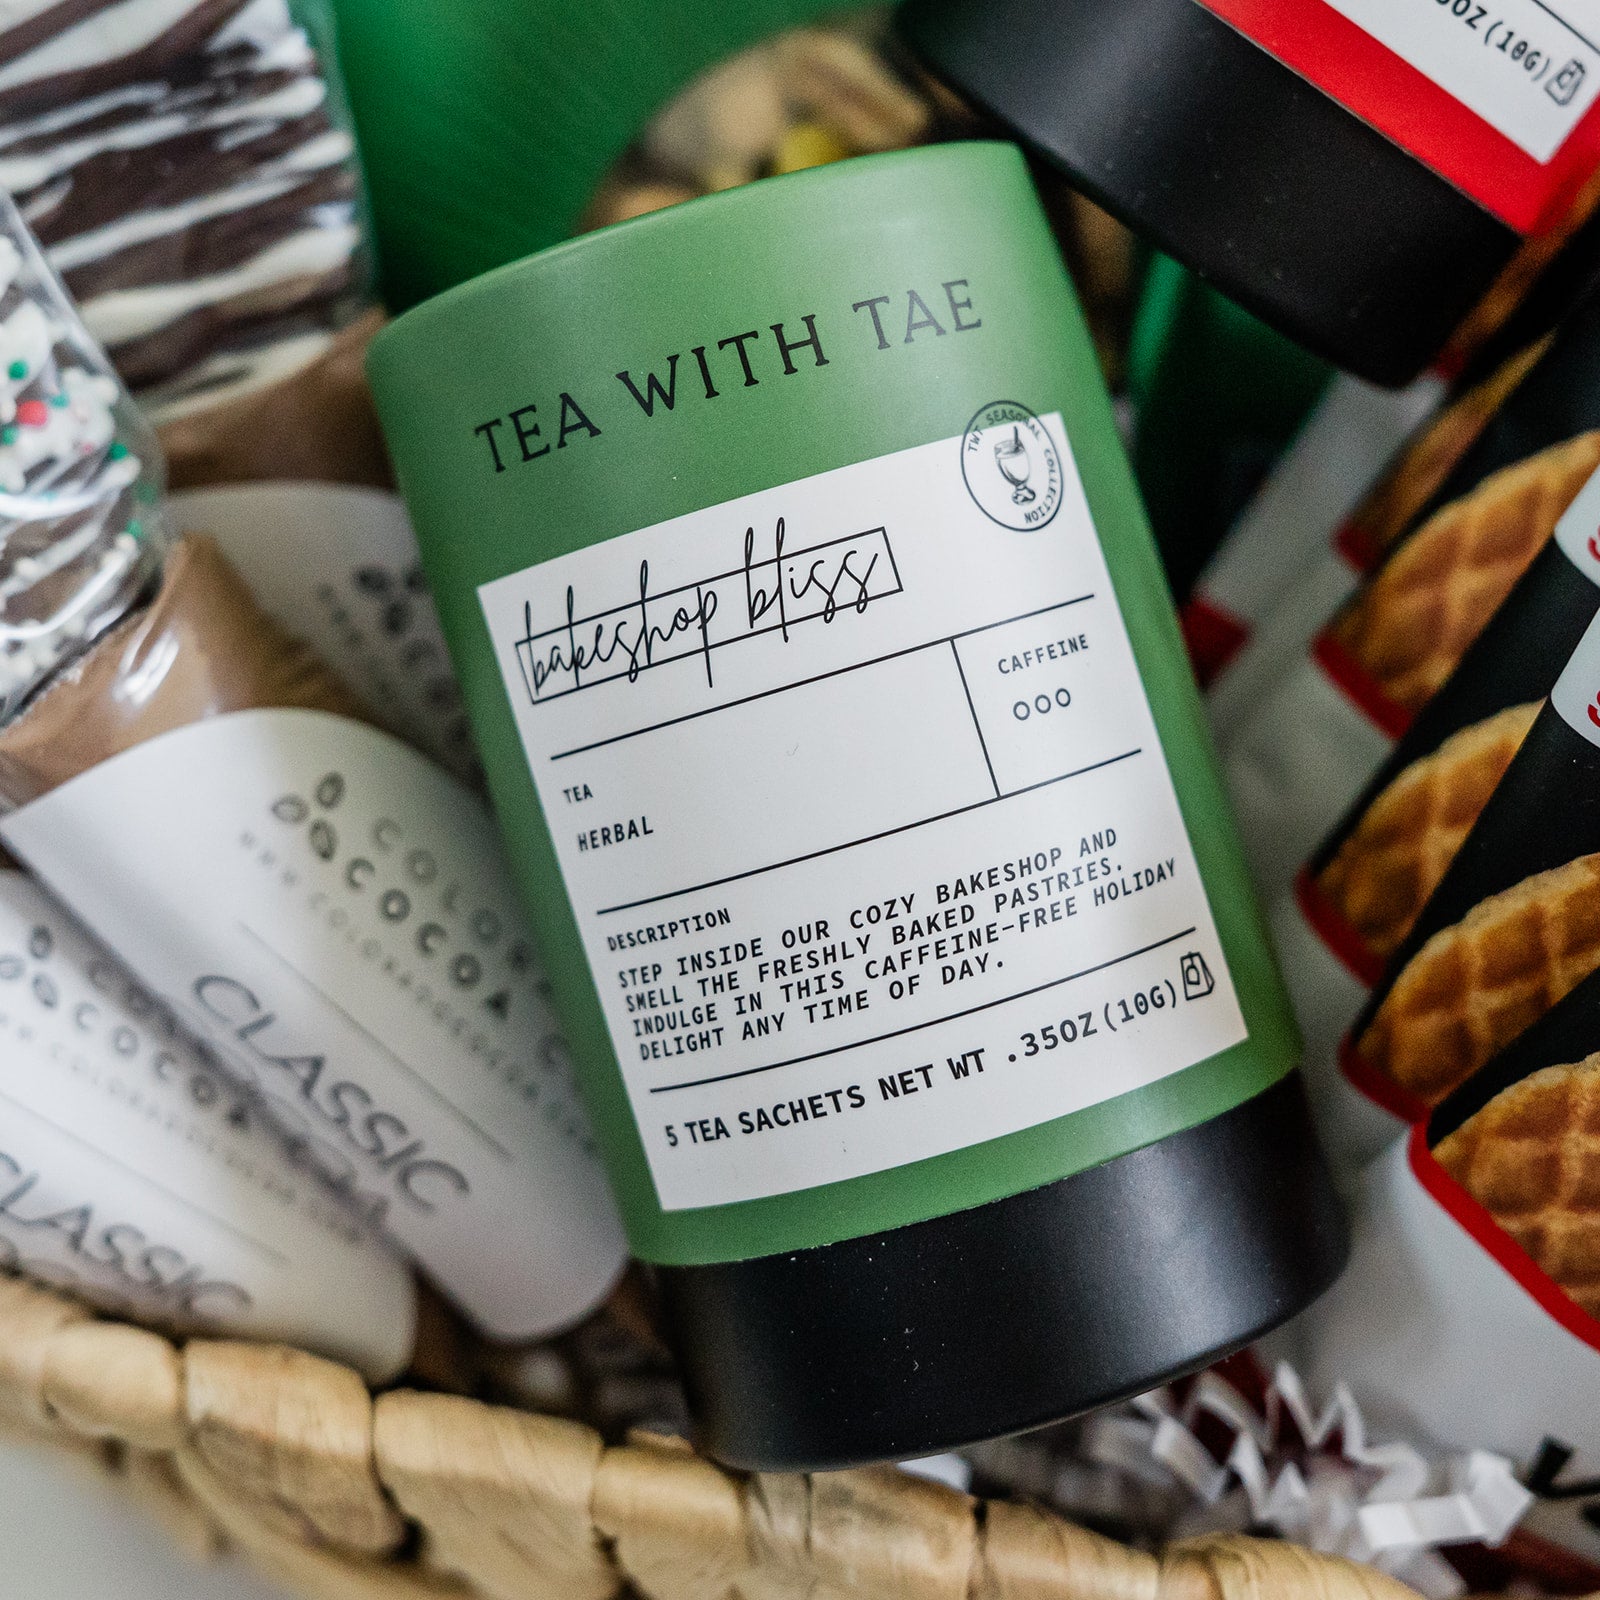 .35OZ(10G)
TEA WITH TAE
TWT SEASONAL COLLECTION
bakeshop bliss
CAFFEINE
TEA
HERBAL
DESCRIPTION
STEP INSIDE OUR COZY BAKESHOP AND
SMELL THE FRESHLY BAKED PASTRIES.
INDULGE IN THIS CAFFEINE-FREE HOLIDAY
DELIGHT ANY TIME OF DAY.
5 TEA SACHETS NET WT .35OZ(10G)
COCOA
CLASSIC
COCOA
CLASSIC